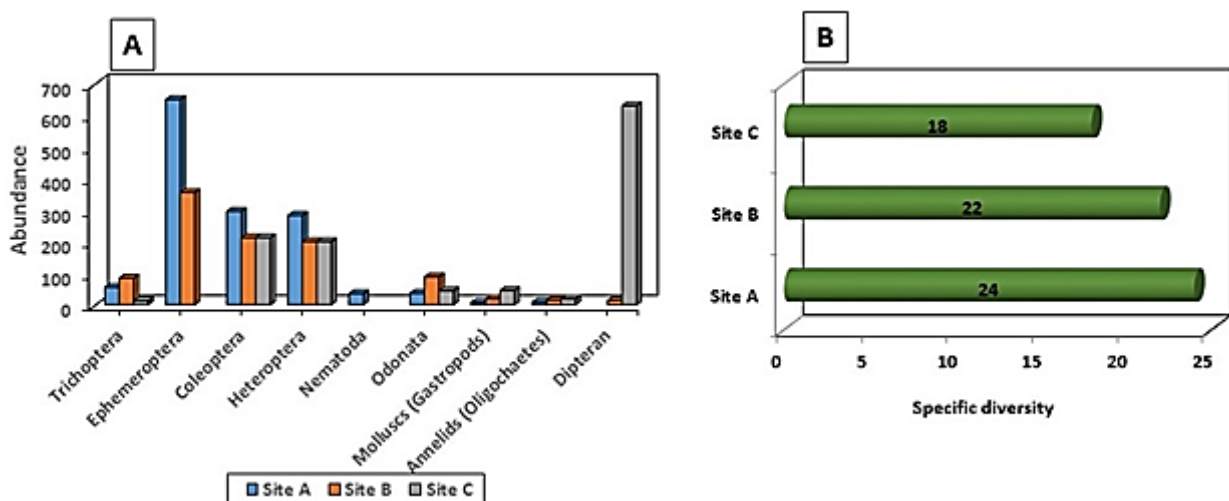 A
700
600
500
400
300
200
100
0
Abundance
Trichoptera
Ephemeroptera
Coleoptera
Heteroptera
Nematoda
Odonata
Molluscs (Gastropods)
Annelids (Oligochaetes)
Dipteran
Site A Site B Site C
B
Site C
18
Site B
22
Site A
24
0 5 10 15 20 25
Specific diversity